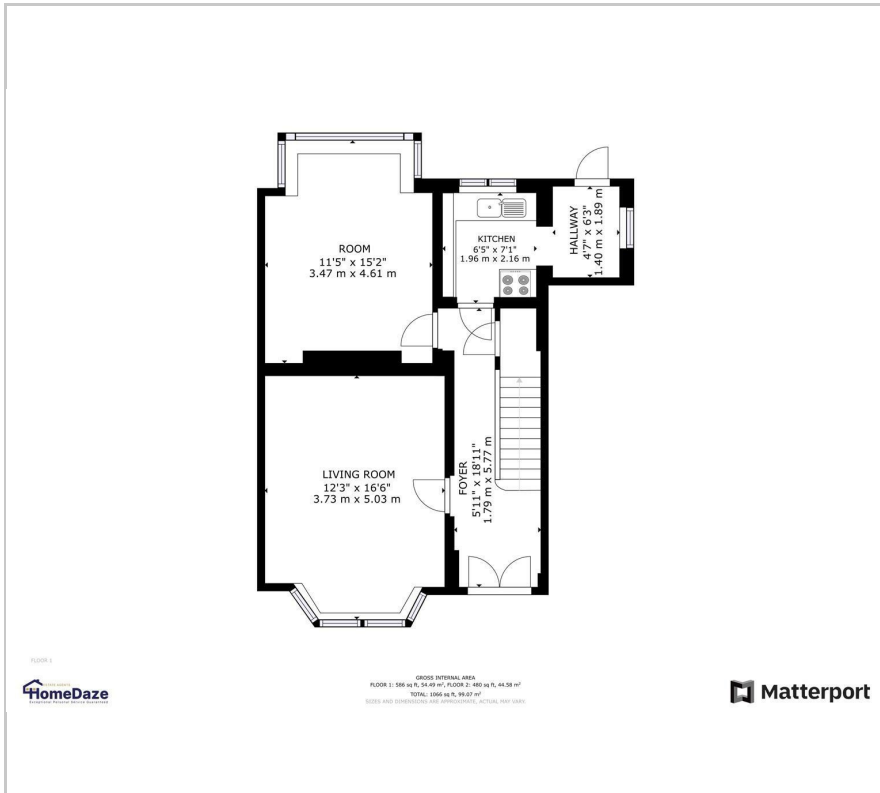 ROOM
11'5" x 15'2"
3.47 m x 4.61 m
KITCHEN
6'5" x 7'1"
1.96 m x 2.16 m
HALLWAY
4'7" x 6'3"
1.40 m x 1.89 m
LIVING ROOM
12'3" x 16'6"
3.73 m x 5.03 m
FOYER
5'11" x 18'11"
1.79 m x 5.77 m
FLOOR 1
GROSS INTERNAL AREA
FLOOR 1: 586 sq ft, 54.49 m², FLOOR 2: 480 sq ft, 44.58 m²
TOTAL: 1066 sq ft, 99.07 m²
SIZES AND DIMENSIONS ARE APPROXIMATE, ACTUAL MAY VARY.
HomeDaze
Exceptional Personal Service Guaranteed
Matterport